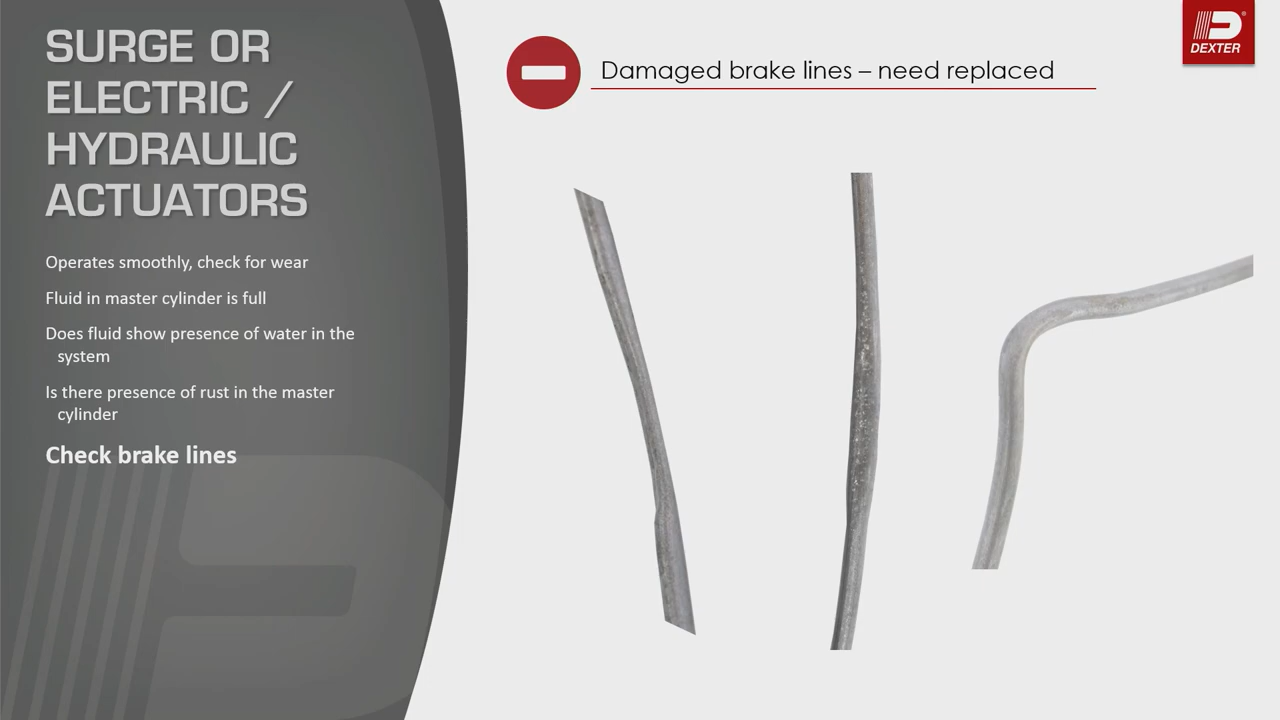 SURGE OR
ELECTRIC /
HYDRAULIC
ACTUATORS
Operates smoothly, check for wear
Fluid in master cylinder is full
Does fluid show presence of water in the
system
Is there presence of rust in the master
cylinder
Check brake lines
Damaged brake lines – need replaced
DEXTER